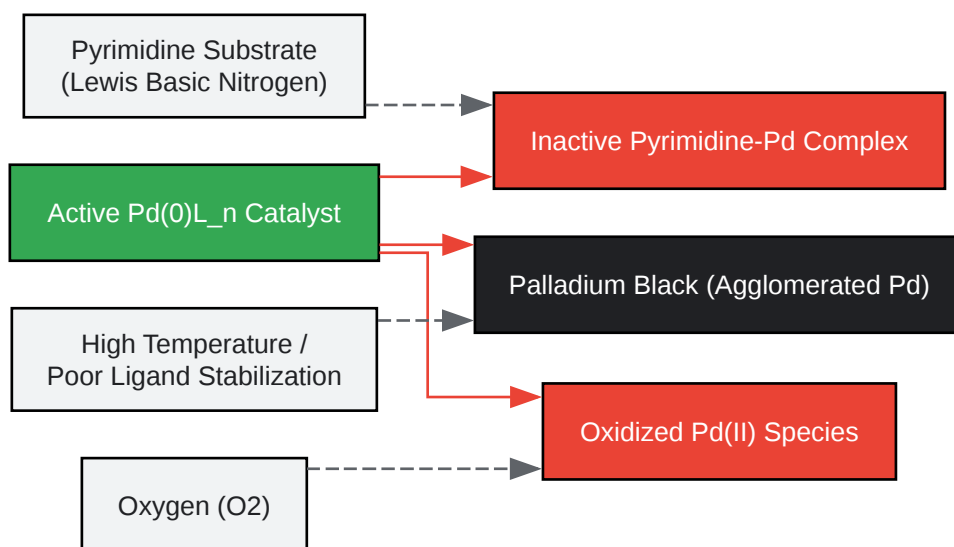 Pyrimidine Substrate
(Lewis Basic Nitrogen)
Inactive Pyrimidine-Pd Complex
Active Pd(0)L_n Catalyst
Palladium Black (Agglomerated Pd)
High Temperature /
Poor Ligand Stabilization
Oxidized Pd(II) Species
Oxygen (O2)